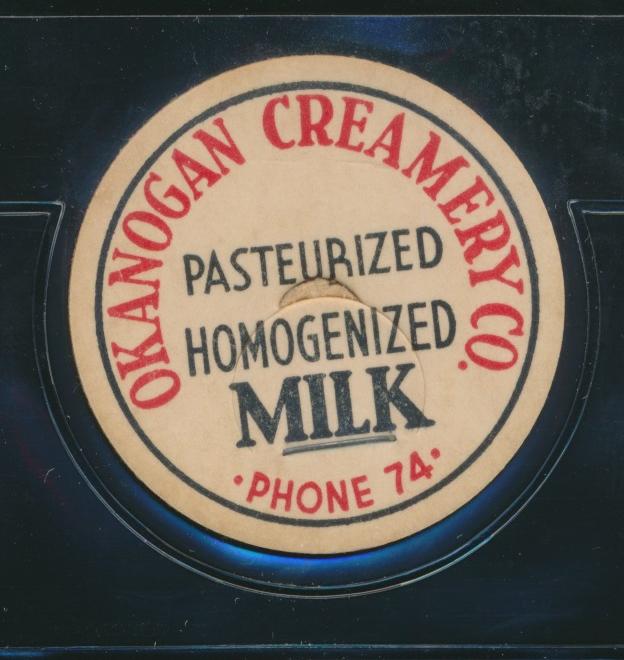 OKANOGAN CREAMERY CO.
PASTEURIZED
HOMOGENIZED
MILK
·PHONE 74·